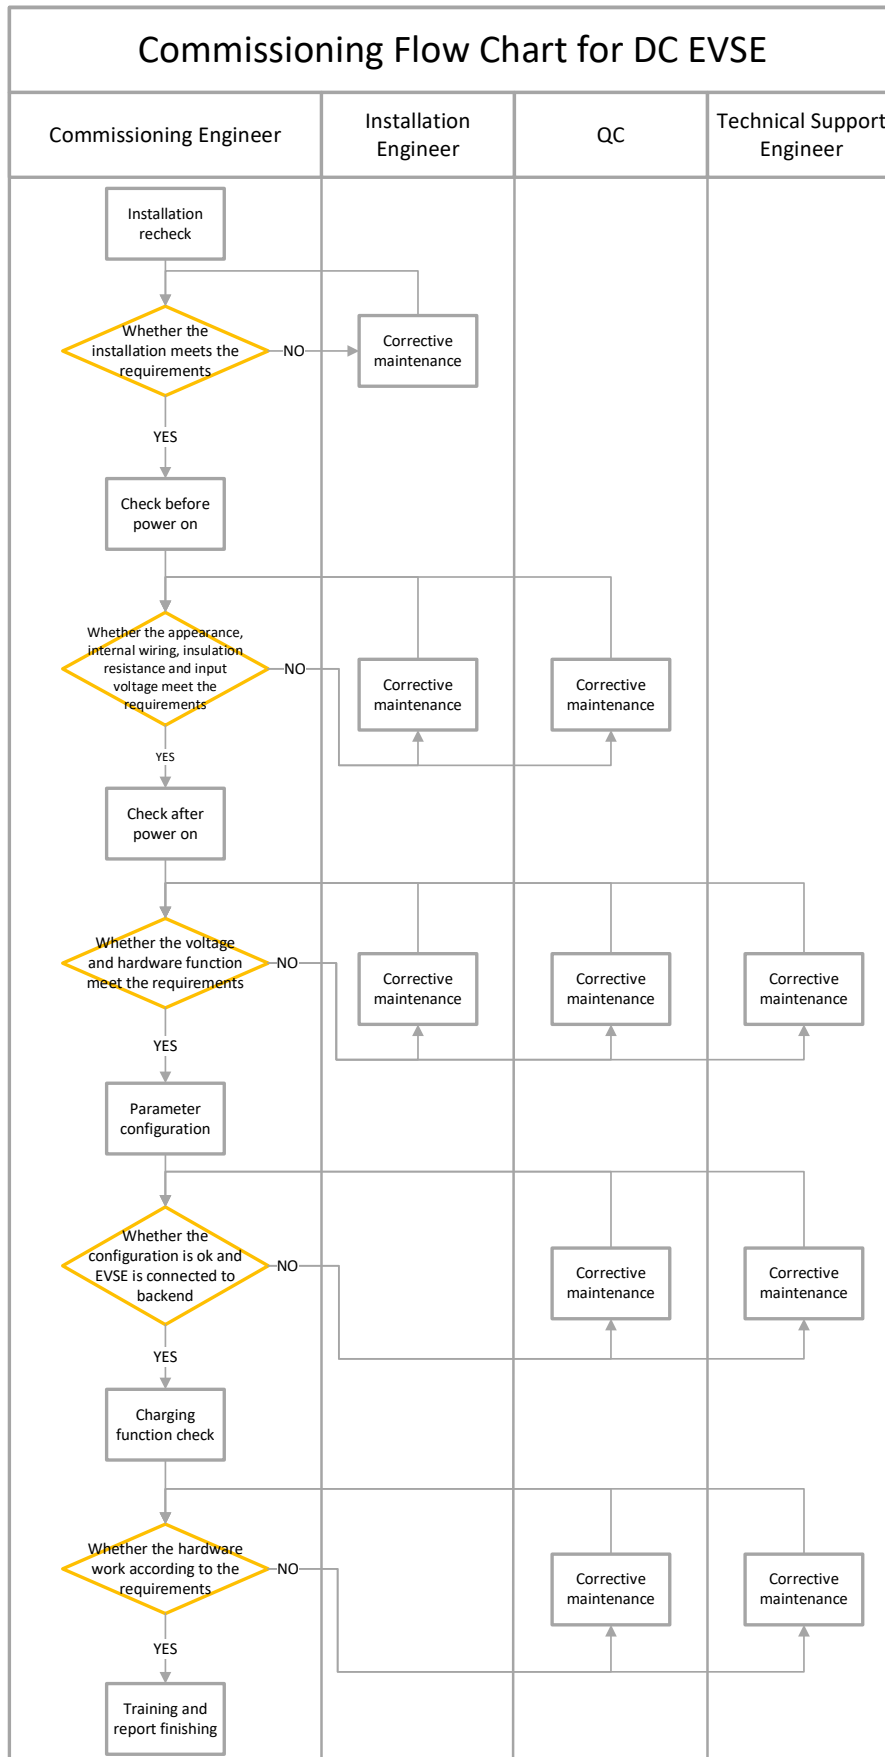 Commissioning Flow Chart for DC EVSE
Commissioning Engineer
Installation
Engineer
QC
Technical Support
Engineer
Installation
recheck
Whether the
installation meets the
requirements
NO
Corrective
maintenance
YES
Check before
power on
Whether the appearance,
internal wiring, insulation
resistance and input
voltage meet the
requirements
NO
Corrective
maintenance
Corrective
maintenance
YES
Check after
power on
Whether the voltage
and hardware function
meet the requirements
NO
Corrective
maintenance
Corrective
maintenance
Corrective
maintenance
YES
Parameter
configuration
Whether the
configuration is ok and
EVSE is connected to
backend
NO
Corrective
maintenance
Corrective
maintenance
YES
Charging
function check
Whether the hardware
work according to the
requirements
NO
Corrective
maintenance
Corrective
maintenance
YES
Training and
report finishing